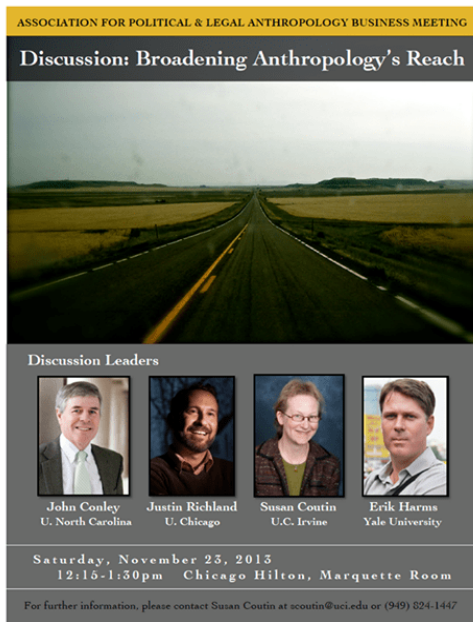 ASSOCIATION FOR POLITICAL & LEGAL ANTHROPOLOGY BUSINESS MEETING
Discussion: Broadening Anthropology's Reach
Discussion Leaders
John Conley
U. North Carolina
Justin Richland
U. Chicago
Susan Coutin
U.C. Irvine
Erik Harms
Yale University
Saturday, November 23, 2013
12:15-1:30pm Chicago Hilton, Marquette Room
For further information, please contact Susan Coutin at scoutin@uci.edu or (949) 824-1447